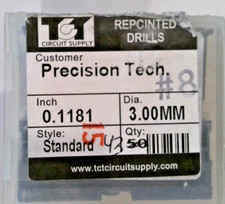 TCT
CIRCUIT SUPPLY
REPOINTED
DRILLS
Customer
Precision Tech.
#8
Inch
Dia.
0.1181
3.00MM
Style:
15
43
Qty:
Standard
50
www.tctcircuitsupply.com